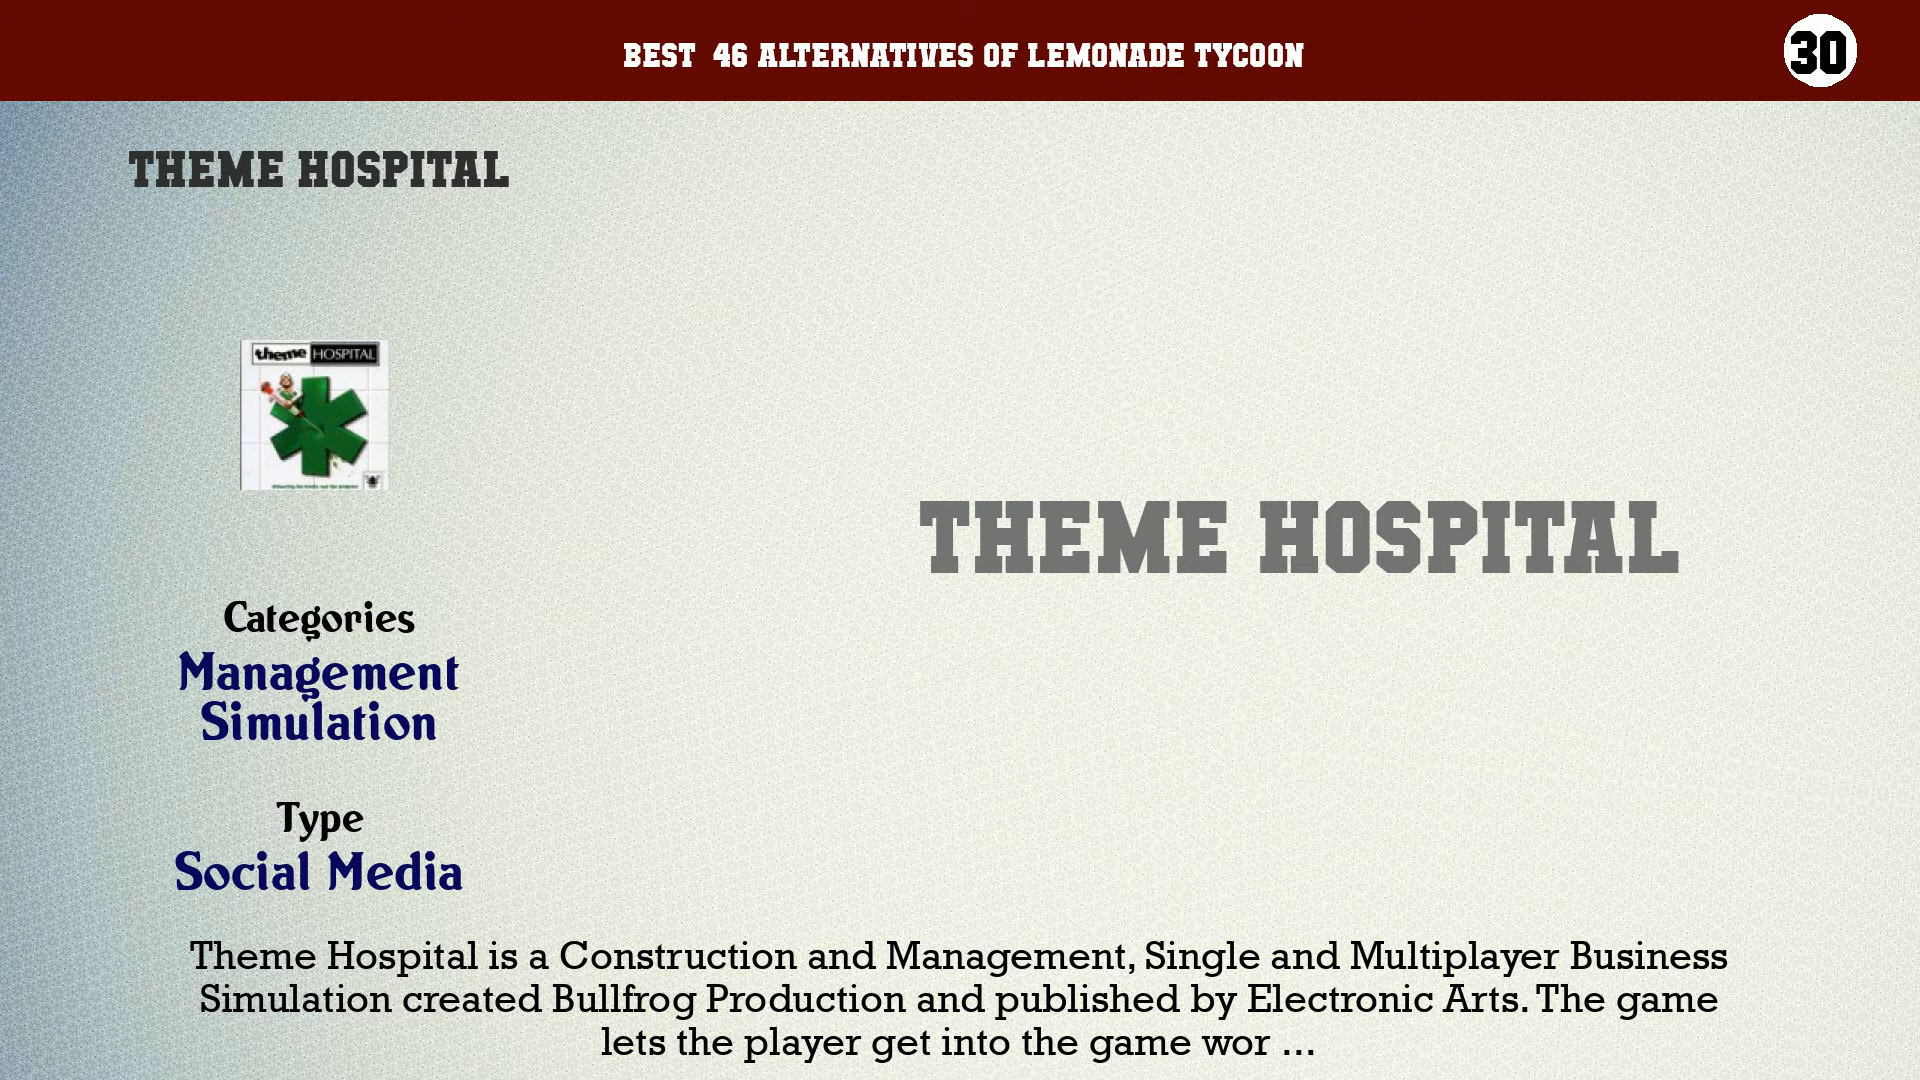 BEST 46 ALTERNATIVES OF LEMONADE TYCOON
30
THEME HOSPITAL
theme HOSPITAL
THEME HOSPITAL
Categories
Management
Simulation
Type
Social Media
Theme Hospital is a Construction and Management, Single and Multiplayer Business
Simulation created Bullfrog Production and published by Electronic Arts. The game
lets the player get into the game wor ...